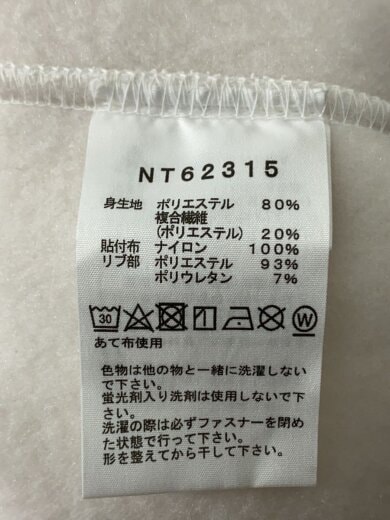 NT62315
身生地 ポリエステル 80%
複合繊維
(ポリエステル) 20%
貼付布 ナイロン 100%
リブ部 ポリエステル 93%
ポリウレタン 7%
30 W
あて布使用
色物は他の物と一緒に洗濯しない
で下さい。
蛍光剤入り洗剤は使用しないで下
さい。
洗濯の際は必ずファスナーを閉め
た状態で行って下さい。
形を整えてから干して下さい。